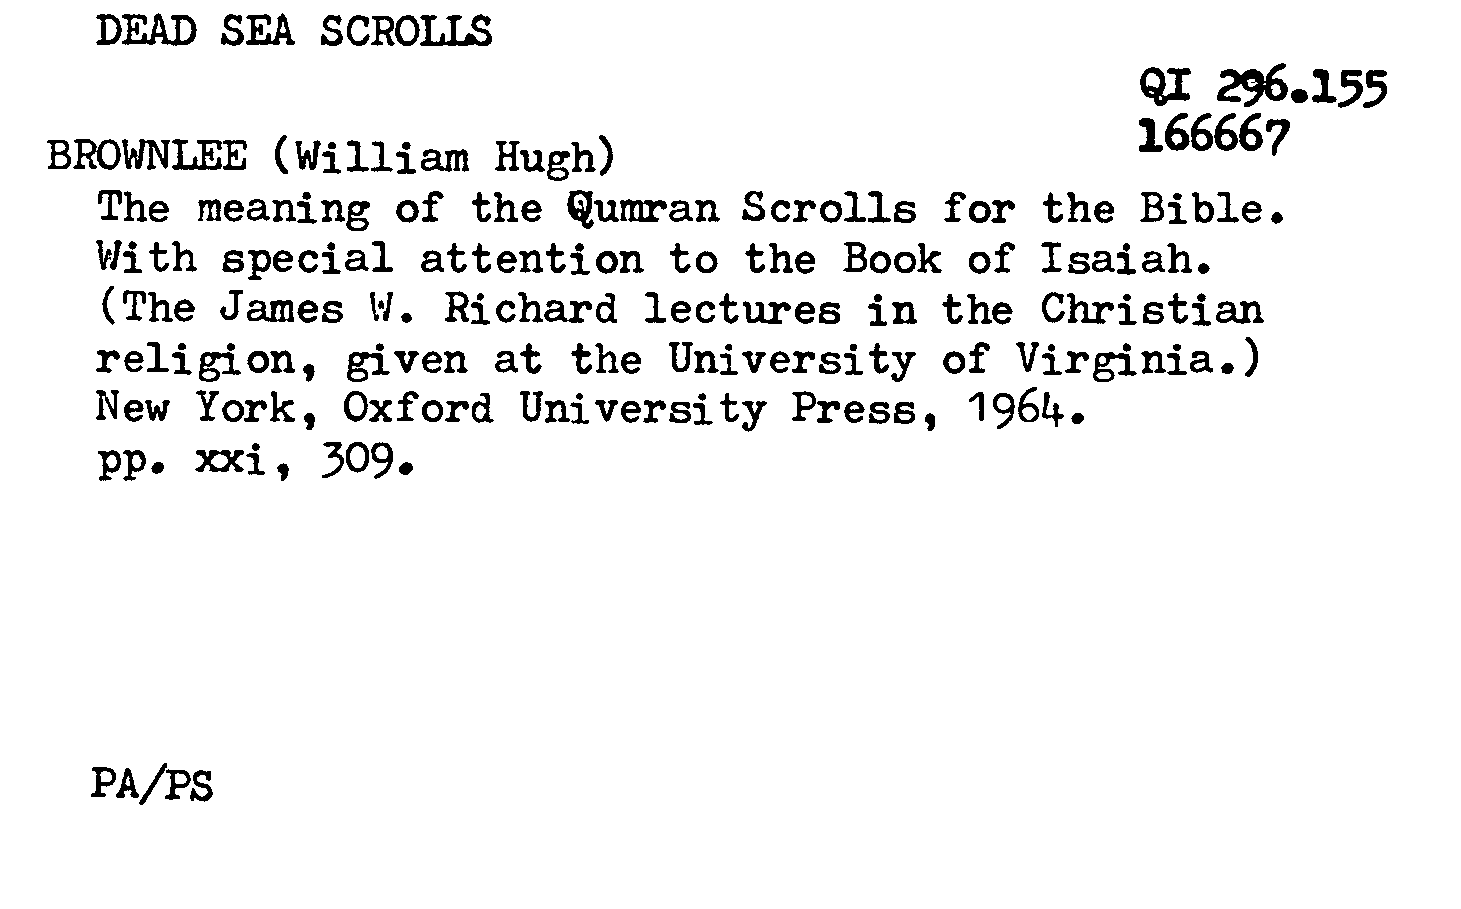 DEAD SEA SCROLLS
QI 296.155
166667
BROWNLEE (William Hugh)
The meaning of the Qumran Scrolls for the Bible.
With special attention to the Book of Isaiah.
(The James W. Richard lectures in the Christian
religion, given at the University of Virginia.)
New York, Oxford University Press, 1964.
pp. xxi, 309.
PA/PS